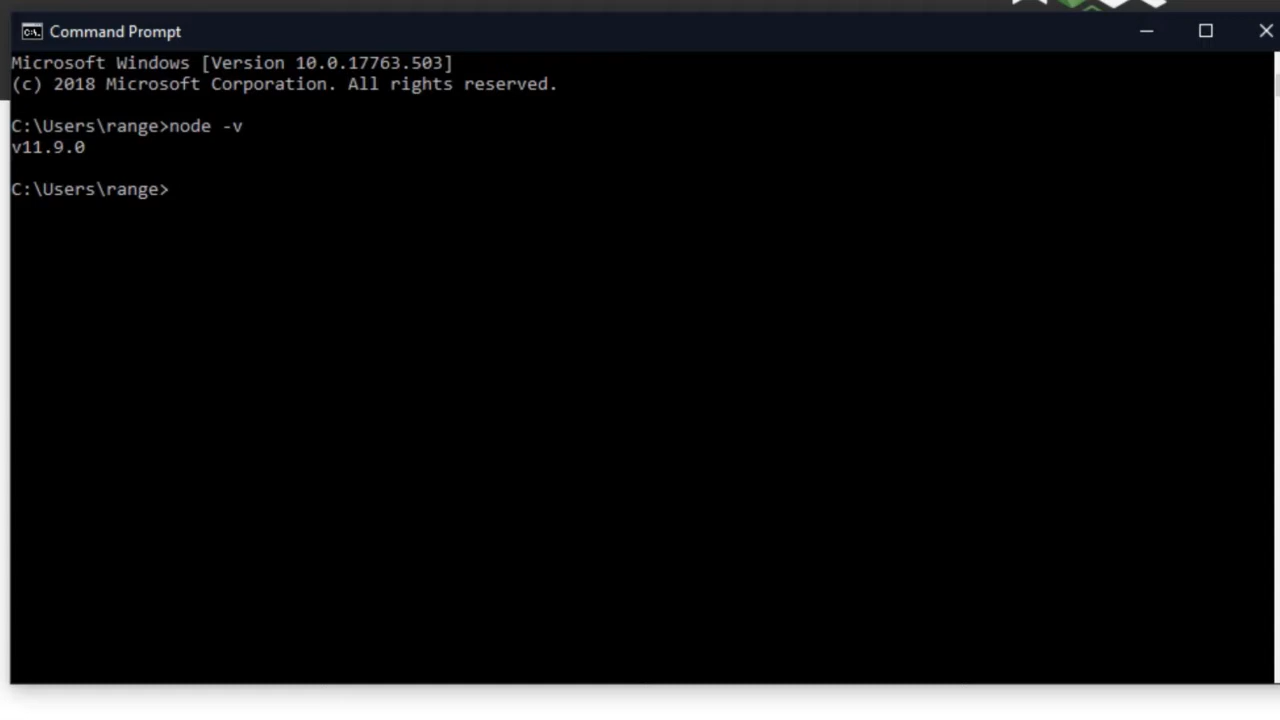 Command Prompt
Microsoft Windows [Version 10.0.17763.503]
(c) 2018 Microsoft Corporation. All rights reserved.
C:\Users\range>node -v
v11.9.0
C:\Users\range>